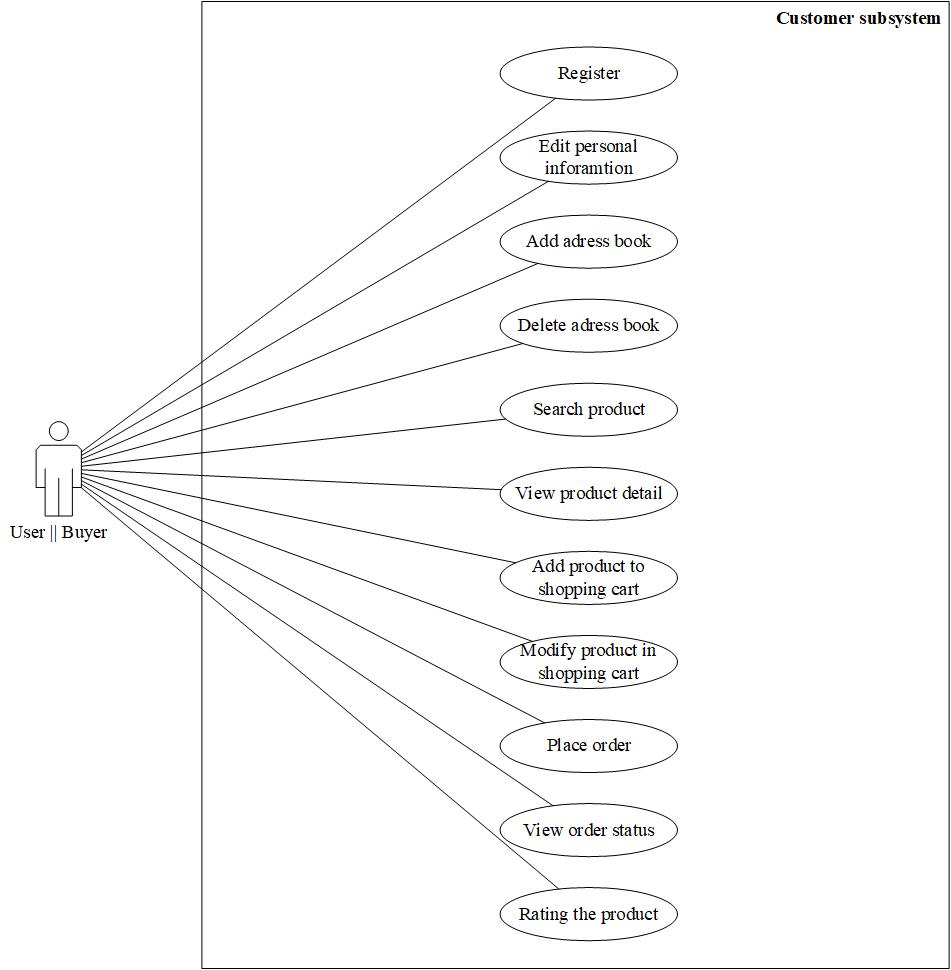 Customer subsystem
Register
Edit personal
inforamtion
Add adress book
Delete adress book
Search product
View product detail
User || Buyer
Add product to
shopping cart
Modify product in
shopping cart
Place order
View order status
Rating the product